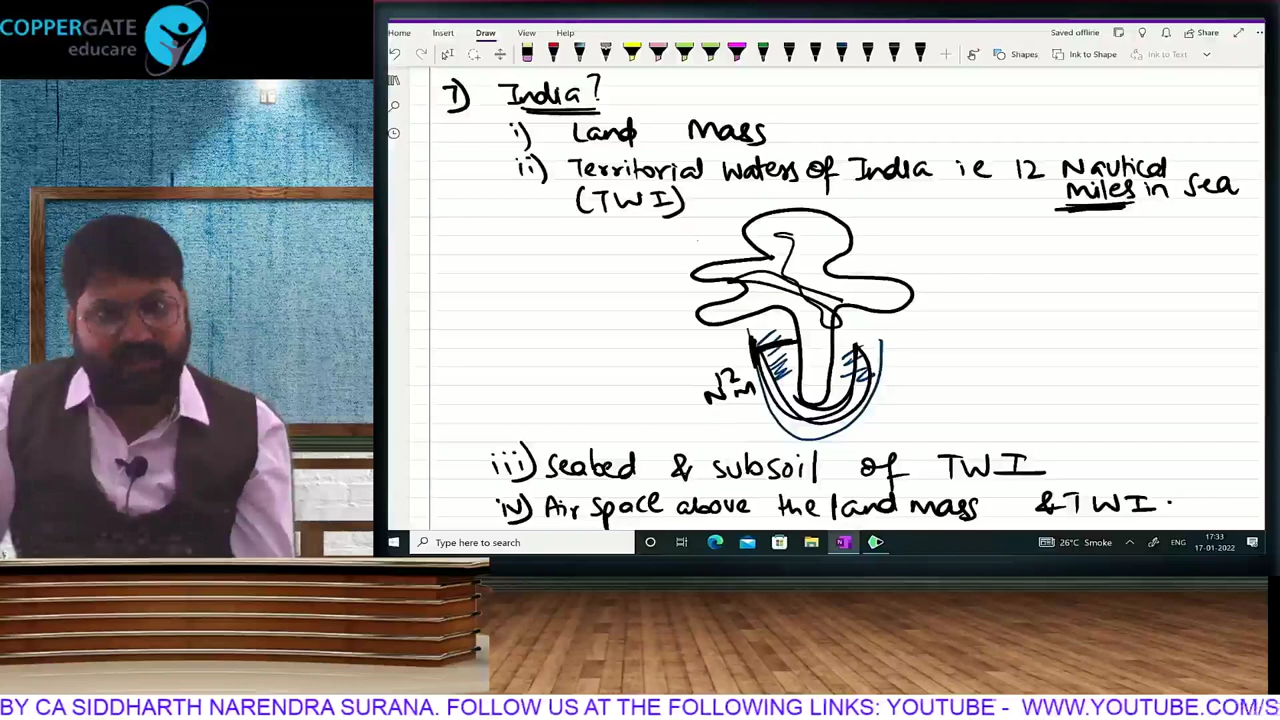 COPPERGATE
educare
Home Insert Draw View Help
Saved offline
Share
Shapes
Ink to Shape
Ink to Text
I) India?
i) Land Mass
ii) Territorial waters of India ie 12 Nautical
miles in sea
(TWI)
12
NM
iii) Seabed & subsoil of TWI
iv) Air space above the land mass & TWI.
Type here to search
26°C Smoke
ENG
17:33
17-01-2022
BY CA SIDDHARTH NARENDRA SURANA. FOLLOW US AT THE FOLLOWING LINKS: YOUTUBE - WWW.YOUTUBE.COM/S